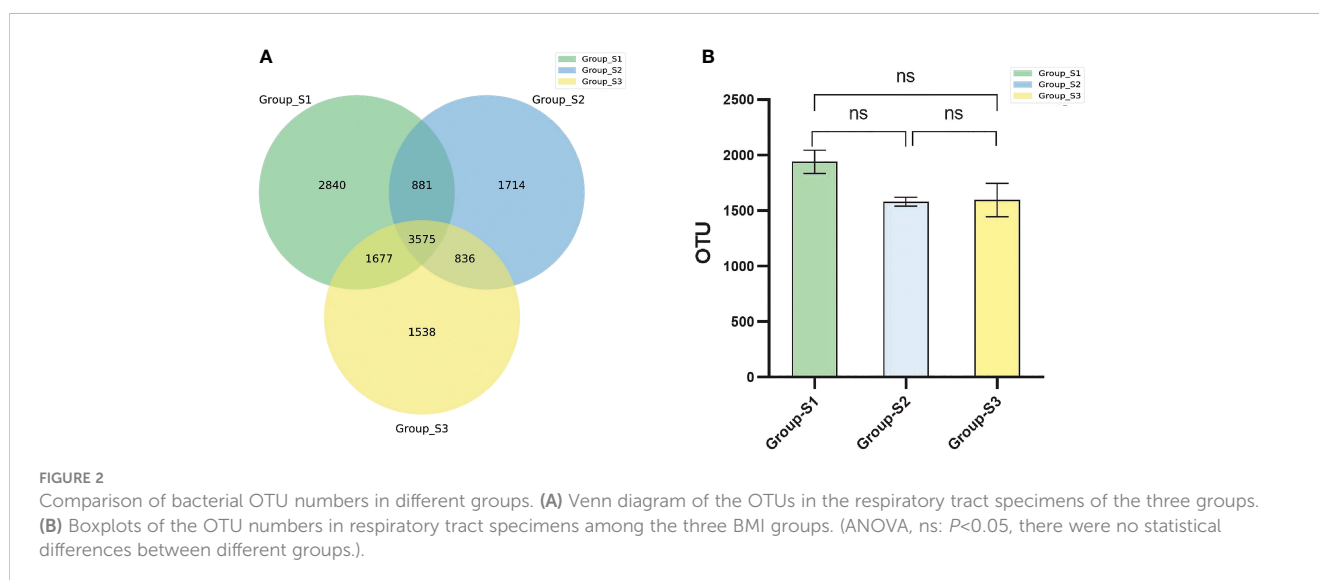 A
Group_S1
Group_S2
Group_S3
Group_S1
Group_S2
2840
881
1714
3575
1677
836
1538
Group_S3
B
Group_S1
Group_S2
Group_S3
ns
ns
ns
2500
2000
1500
1000
500
0
OTU
Group-S1
Group-S2
Group-S3
FIGURE 2
Comparison of bacterial OTU numbers in different groups. (A) Venn diagram of the OTUs in the respiratory tract specimens of the three groups.
(B) Boxplots of the OTU numbers in respiratory tract specimens among the three BMI groups. (ANOVA, ns: P<0.05, there were no statistical
differences between different groups.).